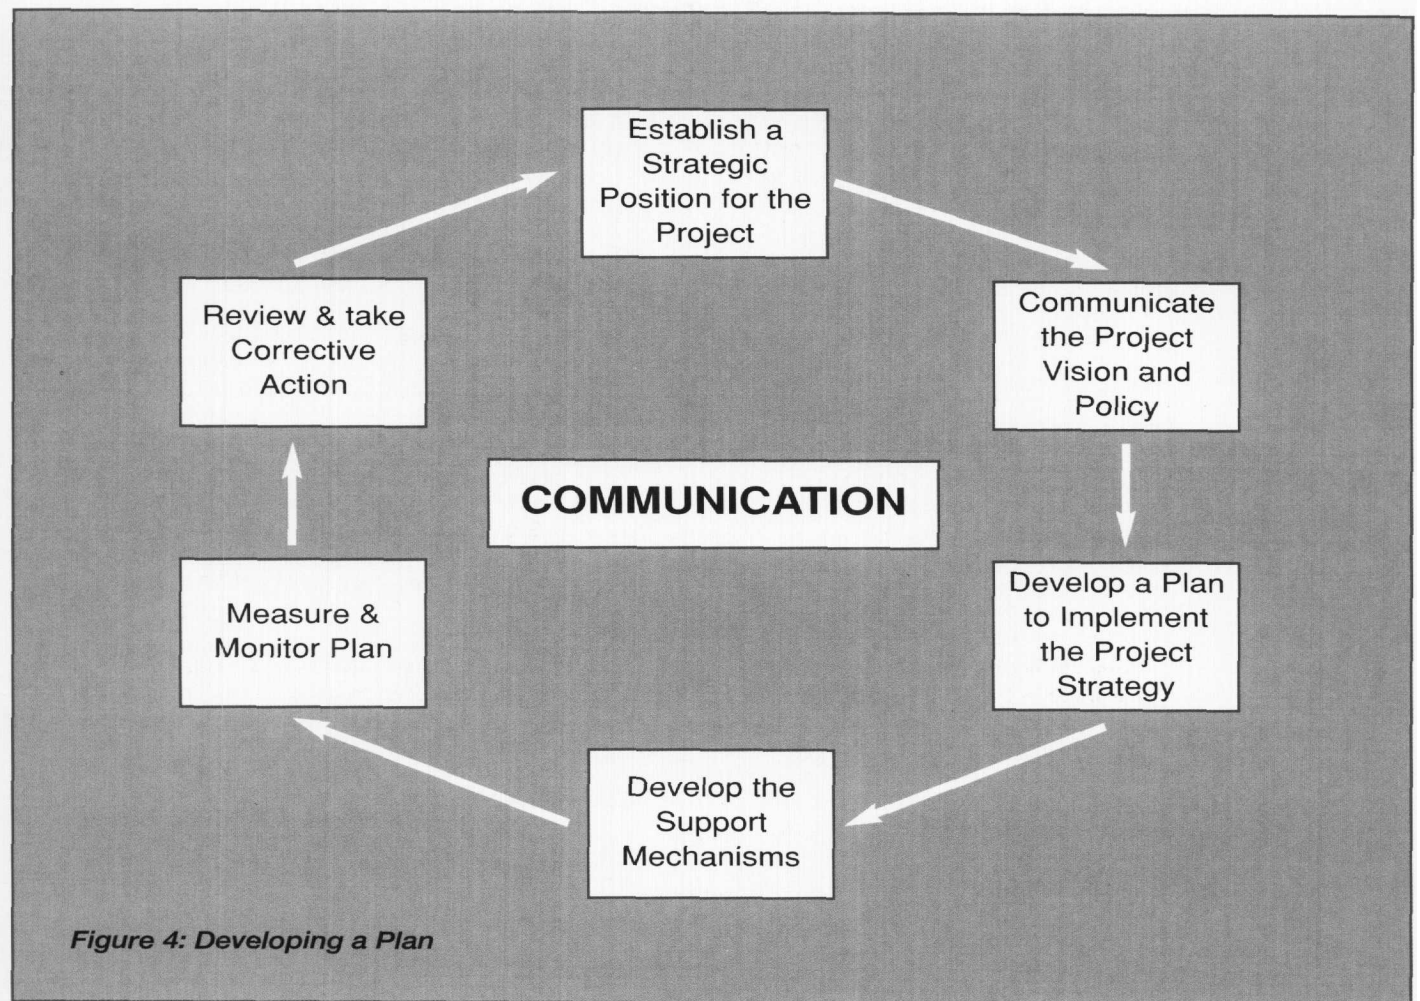 Establish a
Strategic
Position for the
Project
Communicate
the Project
Vision and
Policy
Develop a Plan
to Implement
the Project
Strategy
Develop the
Support
Mechanisms
Measure &
Monitor Plan
Review & take
Corrective
Action
COMMUNICATION
Figure 4: Developing a Plan